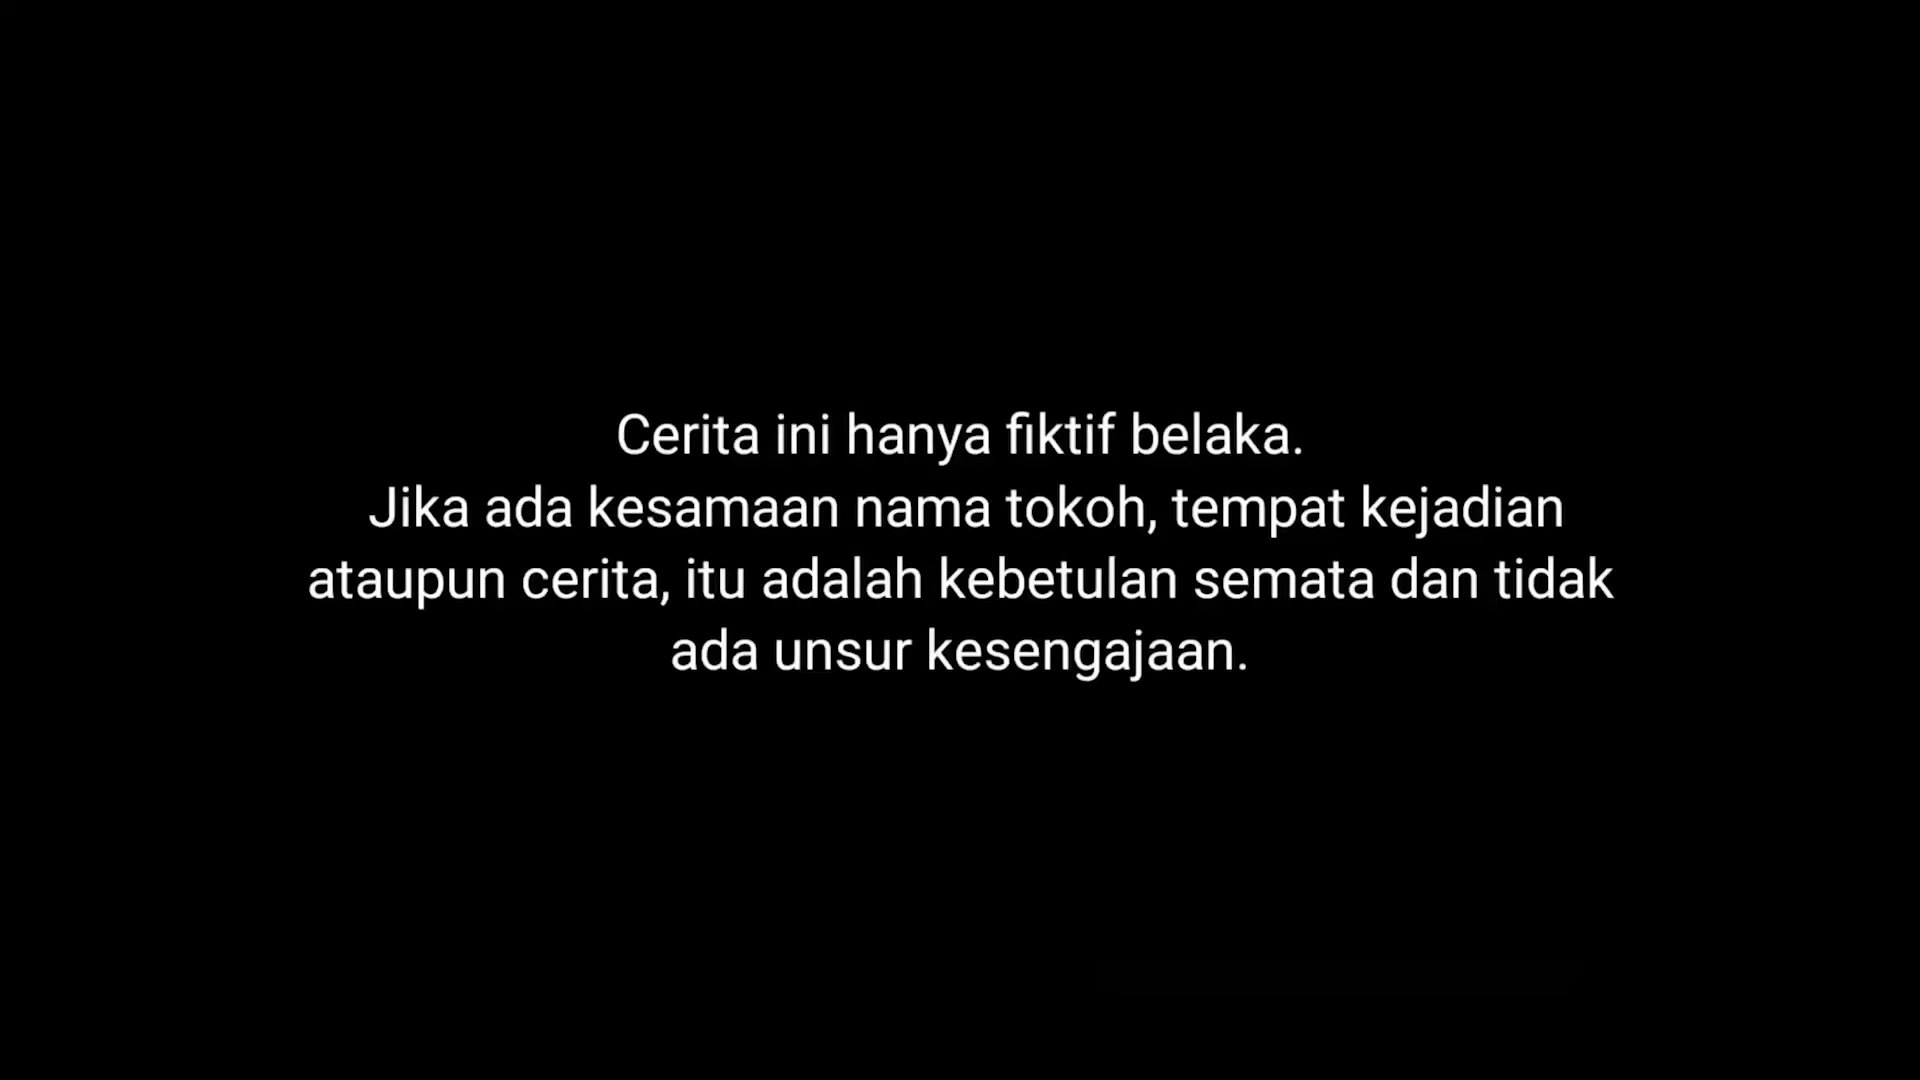 Cerita ini hanya fiktif belaka.
Jika ada kesamaan nama tokoh, tempat kejadian
ataupun cerita, itu adalah kebetulan semata dan tidak
ada unsur kesengajaan.